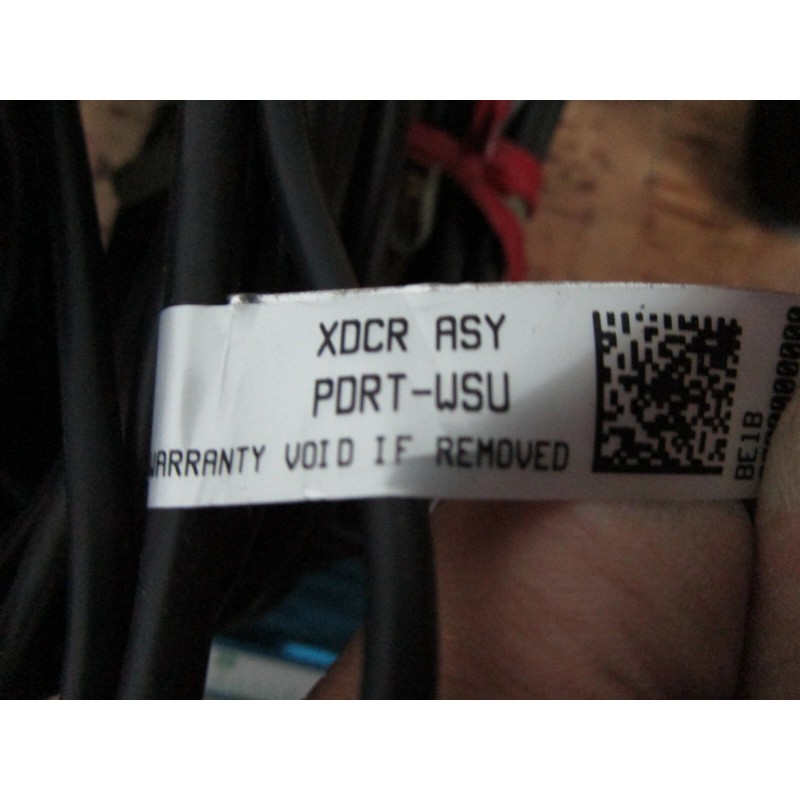 XDCR ASY
PDRT-WSU
WARRANTY VOID IF REMOVED
BE1B